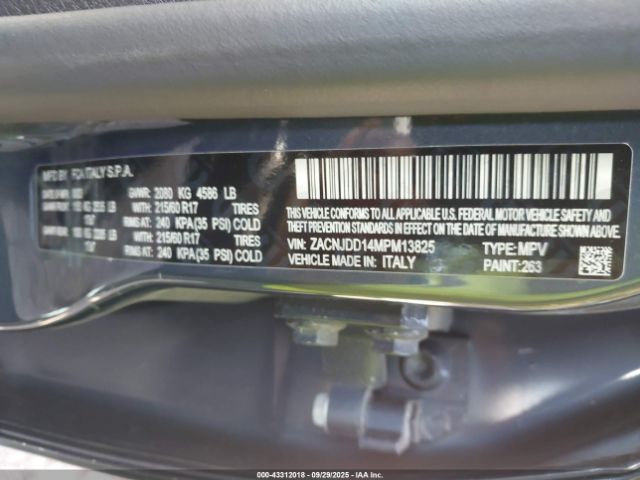 MFD BY FCA ITALY S.P.A.
GVWR: 2080 KG 4586 LB
WITH 215/60 R17 TIRES
RIMS AT: 240 KPA(35 PSI) COLD
WITH 215/60 R17 TIRES
RIMS AT: 240 KPA(35 PSI) COLD
THIS VEHICLE CONFORMS TO ALL APPLICABLE U.S. FEDERAL MOTOR VEHICLE SAFETY, BUMPER, AND
THEFT PREVENTION STANDARDS IN EFFECT ON THE DATE OF MANUFACTURE SHOWN ABOVE
VIN: ZACNJDD14MPM13825 TYPE: MPV
VEHICLE MADE IN: ITALY PAINT: 263
000-43312018 09/29/2025 IAAI.com